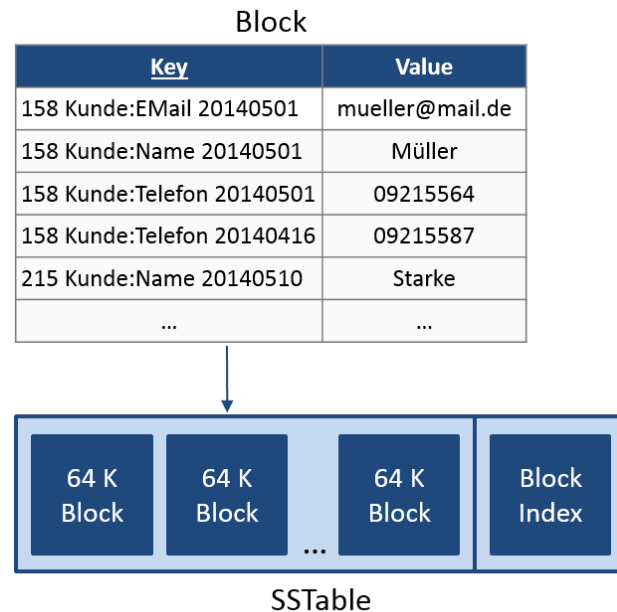 Block
Key Value
158 Kunde:EMail 20140501 mueller@mail.de
158 Kunde:Name 20140501 Müller
158 Kunde:Telefon 20140501 09215564
158 Kunde:Telefon 20140416 09215587
215 Kunde:Name 20140510 Starke
... ...
64 K 64 K 64 K Block
Block Block ... Block Index
SSTable